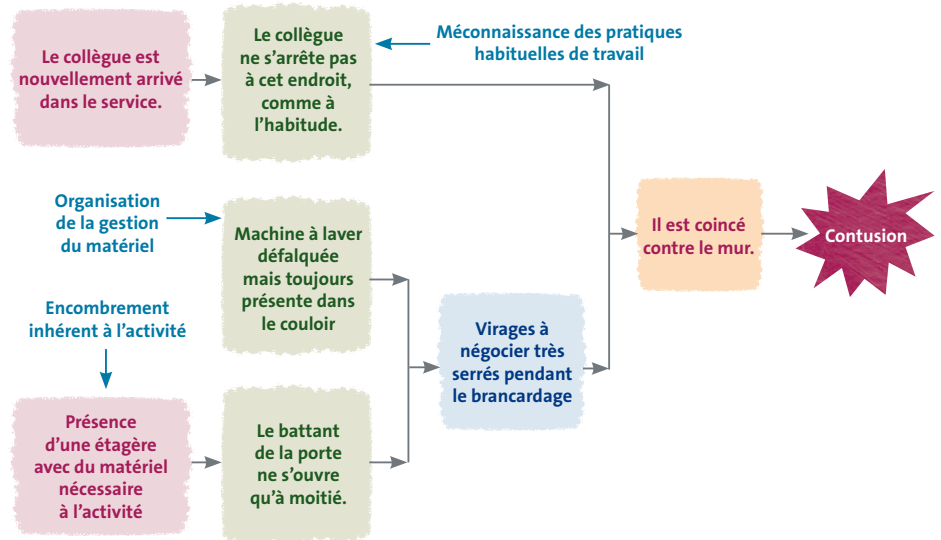 Le collègue est
nouvellement arrivé
dans le service.
Le collègue
ne s’arrête pas
à cet endroit,
comme à
l’habitude.
Méconnaissance des pratiques
habituelles de travail
Organisation
de la gestion
du matériel
Machine à laver
défalquée
mais toujours
présente dans
le couloir
Encombrement
inhérent à l’activité
Présence
d’une étagère
avec du matériel
nécessaire
à l’activité
Le battant
de la porte
ne s’ouvre
qu’à moitié.
Virages à
négocier très
serrés pendant
le brancardage
Il est coincé
contre le mur.
Contusion